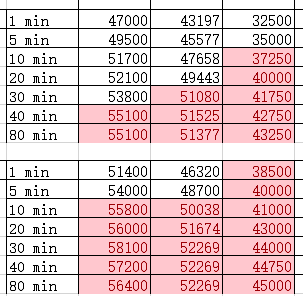 1 min 47000 43197 32500
5 min 49500 45577 35000
10 min 51700 47658 37250
20 min 52100 49443 40000
30 min 53800 51080 41750
40 min 55100 51525 42750
80 min 55100 51377 43250
1 min 51400 46320 38500
5 min 54000 48700 40000
10 min 55800 50038 41000
20 min 56000 51674 43000
30 min 58100 52269 44000
40 min 57200 52269 44750
80 min 56400 52269 45000